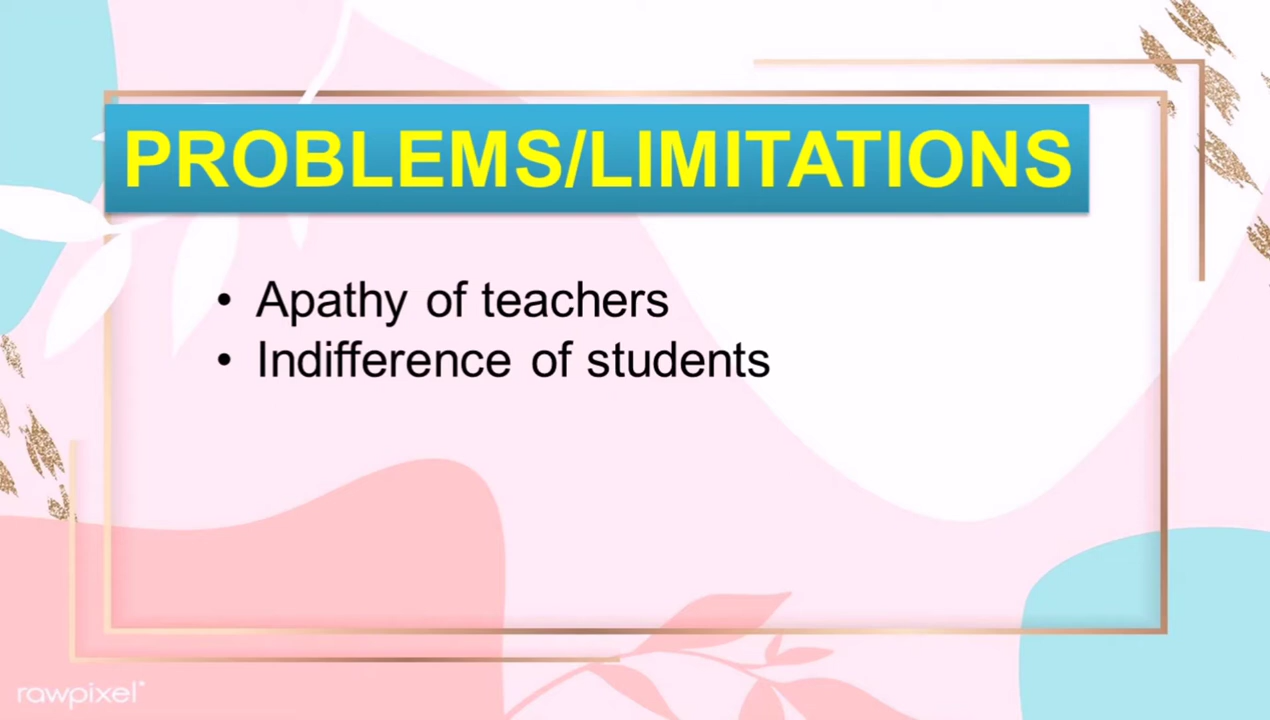 PROBLEMS/LIMITATIONS
• Apathy of teachers
• Indifference of students
rawpixel